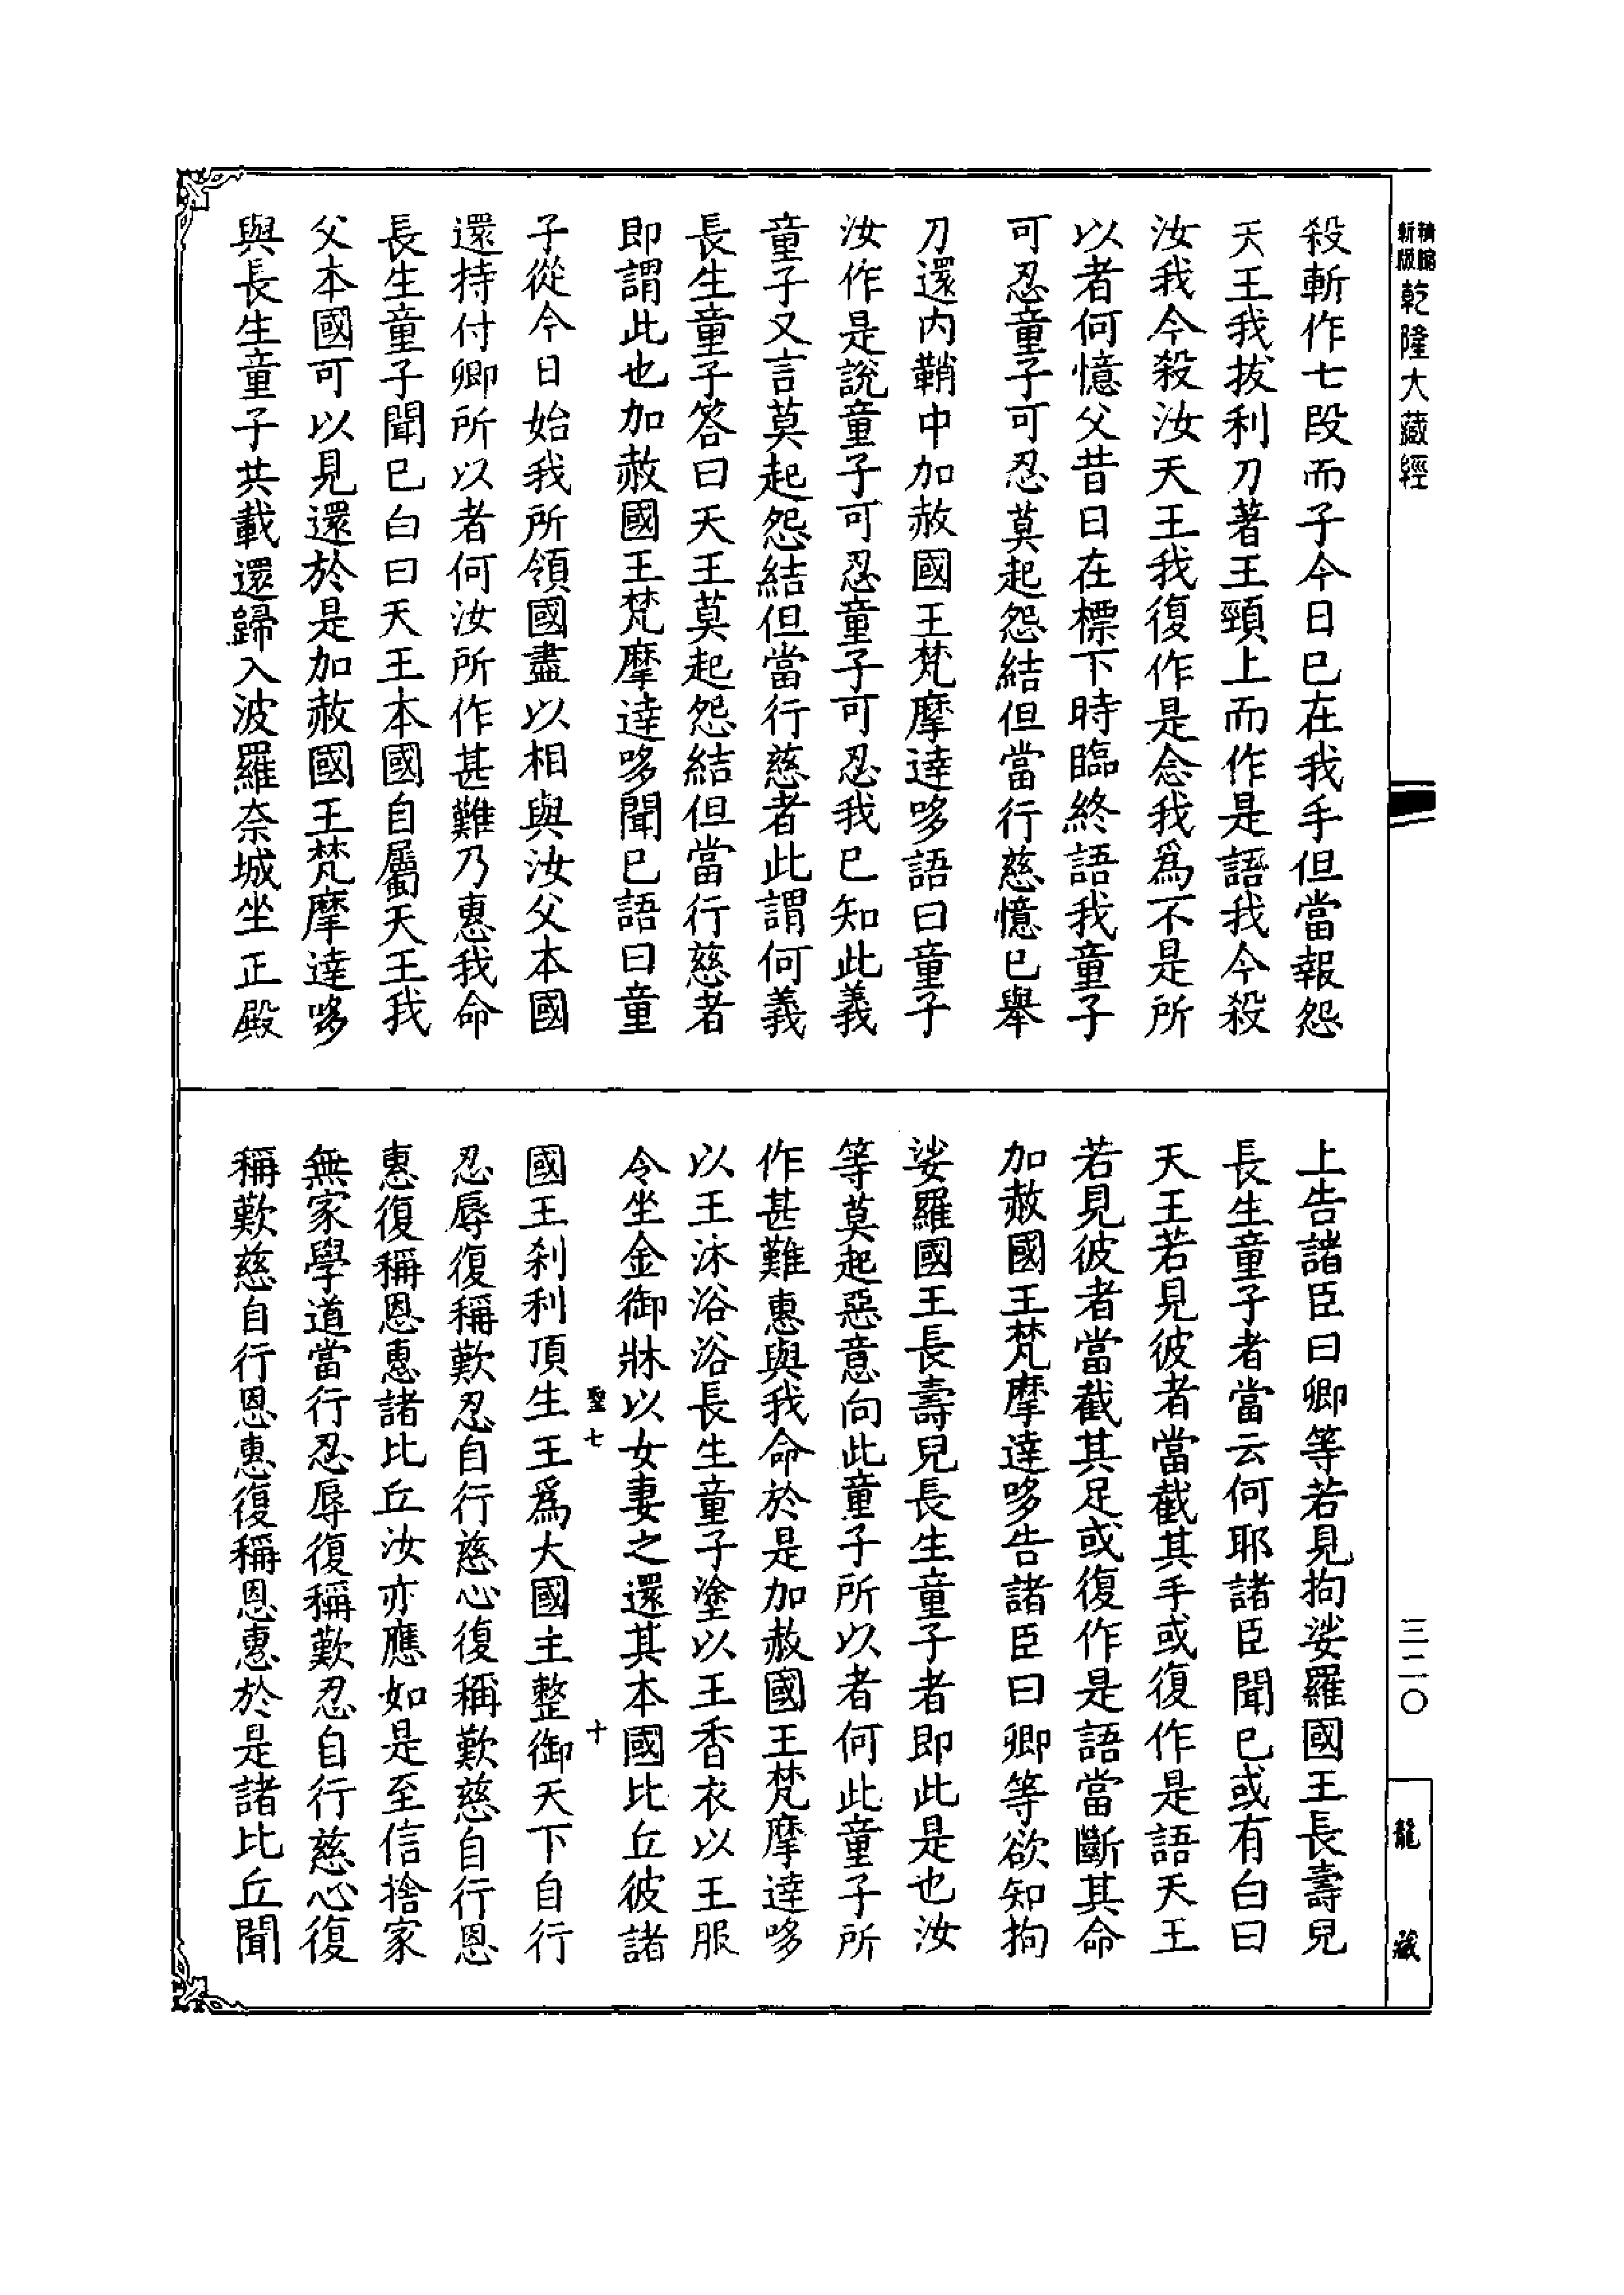 新版精縮
乾隆大藏經
三二〇
龍藏
殺斬作七段而子今日已在我手但當報怨
天王我拔利刀著王頸上而作是語我今殺
汝我今殺汝天王我復作是念我爲不是所
以者何憶父昔日在標下時臨終語我童子
可忍童子可忍莫起怨結但當行慈憶已舉
刀還内鞘中加赦國王梵摩達哆語曰童子
汝作是說童子可忍童子可忍我已知此義
童子又言莫起怨結但當行慈者此謂何義
長生童子答曰天王莫起怨結但當行慈者
即謂此也加赦國王梵摩達哆聞已語曰童
子從今日始我所領國盡以相與汝父本國
還持付卿所以者何汝所作甚難乃惠我命
長生童子聞已白曰天王本國自屬天王我
父本國可以見還於是加赦國王梵摩達哆
與長生童子共載還歸入波羅奈城坐正殿
上告諸臣曰卿等若見拘娑羅國王長壽兒
長生童子者當云何耶諸臣聞已或有白曰
天王若見彼者當截其手或復作是語天王
若見彼者當截其足或復作是語當斷其命
加赦國王梵摩達哆告諸臣曰卿等欲知拘
娑羅國王長壽兒長生童子者即此是也汝
等莫起惡意向此童子所以者何此童子所
作甚難惠與我命於是加赦國王梵摩達哆
以王沐浴浴長生童子塗以王香衣以王服
令坐金御牀以女妻之還其本國比丘彼諸
聖七 十
國王刹利頂生王爲大國主整御天下自行
忍辱復稱歎忍自行慈心復稱歎慈自行恩
惠復稱恩惠諸比丘汝亦應如是至信捨家
無家學道當行忍辱復稱歎忍自行慈心復
稱歎慈自行恩惠復稱恩惠於是諸比丘聞